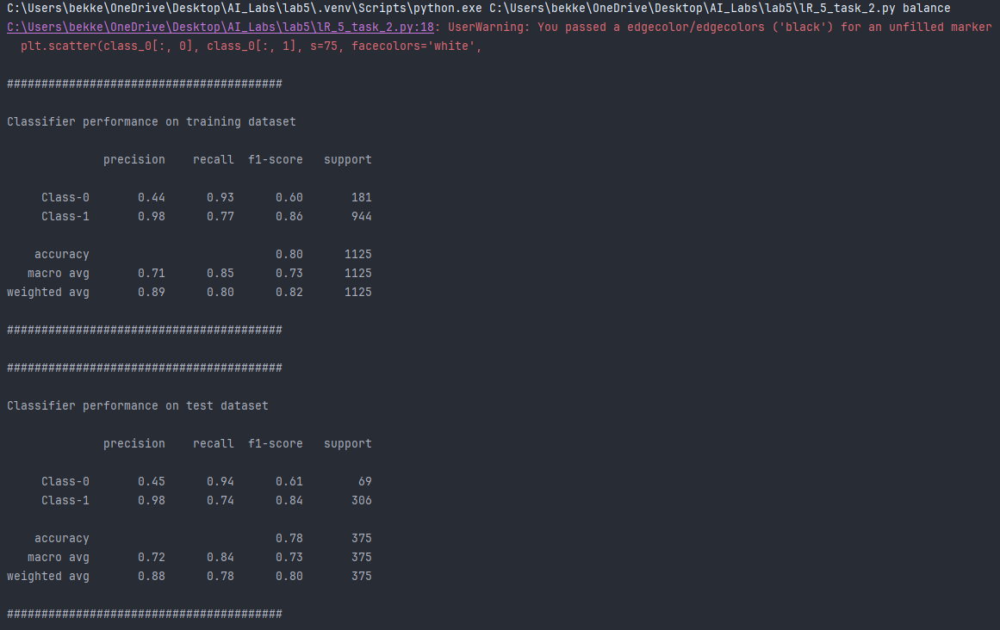 C:\Users\bekke\OneDrive\Desktop\AI_Labs\lab5\.venv\Scripts\python.exe C:\Users\bekke\OneDrive\Desktop\AI_Labs\lab5\lR_5_task_2.py balance
C:\Users\bekke\OneDrive\Desktop\AI_Labs\lab5\lR_5_task_2.py:18: UserWarning: You passed a edgecolor/edgecolors ('black') for an unfilled marker
  plt.scatter(class_0[:, 0], class_0[:, 1], s=75, facecolors='white',
########################################
Classifier performance on training dataset
              precision    recall  f1-score   support
     Class-0       0.44      0.93      0.60       181
     Class-1       0.98      0.77      0.86       944
    accuracy                           0.80      1125
   macro avg       0.71      0.85      0.73      1125
weighted avg       0.89      0.80      0.82      1125
########################################
########################################
Classifier performance on test dataset
              precision    recall  f1-score   support
     Class-0       0.45      0.94      0.61        69
     Class-1       0.98      0.74      0.84       306
    accuracy                           0.78       375
   macro avg       0.72      0.84      0.73       375
weighted avg       0.88      0.78      0.80       375
########################################